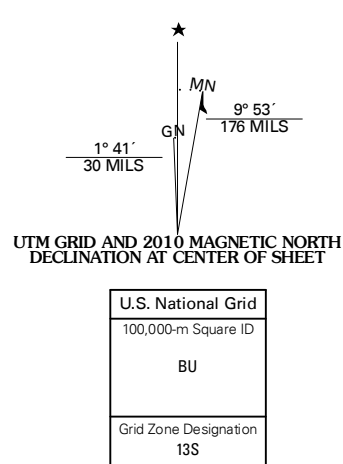 ★
MN
GN
9° 53´
176 MILS
1° 41´
30 MILS
UTM GRID AND 2010 MAGNETIC NORTH
DECLINATION AT CENTER OF SHEET
U.S. National Grid
100,000-m Square ID
BU
Grid Zone Designation
13S